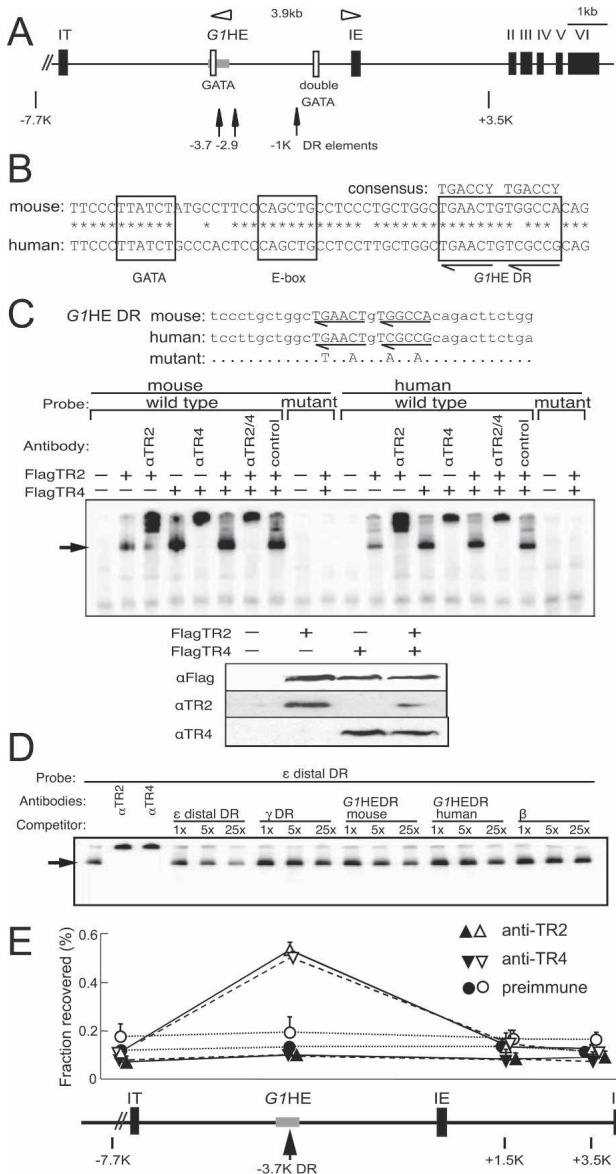 A
3.9kb
1kb
IT
G1HE
IE
II III IV V VI
GATA
double
GATA
-7.7K
-3.7 -2.9
-1K
DR elements
+3.5K
B
consensus: TGACCY TGACCY
mouse: TTCCCTTATCTATGCCTTCCCAGCTGCCTCCCTGCTGGCTGAACTGTGGCCACAG
human: TTCCCTTATCTGCCCACTCCCAGCTGCCTCCTTGCTGGCTGAACTGTCGCCGCAG
GATA
E-box
G1HE DR
C
G1HE DR
mouse: tccctgctggcTGAACTgTGGCCAcagacttctgg
human: tccttgctggcTGAACTgTCGCCGcagacttctga
mutant: ...........T..A....A..A............
mouse
human
Probe: wild type mutant wild type mutant
Antibody: αTR2 αTR4 αTR2/4 control αTR2 αTR4 αTR2/4 control
FlagTR2 – + + – – + + + – + – + + – – + + + – +
FlagTR4 – – – + + + + + – + – – – + + + + + – +
FlagTR2 – + – +
FlagTR4 – – + +
αFlag
αTR2
αTR4
D
Probe: ε distal DR
Antibodies: αTR2 αTR4
Competitor: ε distal DR γ DR G1HEDR mouse G1HEDR human β
1x 5x 25x 1x 5x 25x 1x 5x 25x 1x 5x 25x 1x 5x 25x
E
Fraction recovered (%)
0.6
0.4
0.2
0
anti-TR2
anti-TR4
preimmune
IT
G1HE
IE
I
-7.7K
-3.7K DR
+1.5K
+3.5K